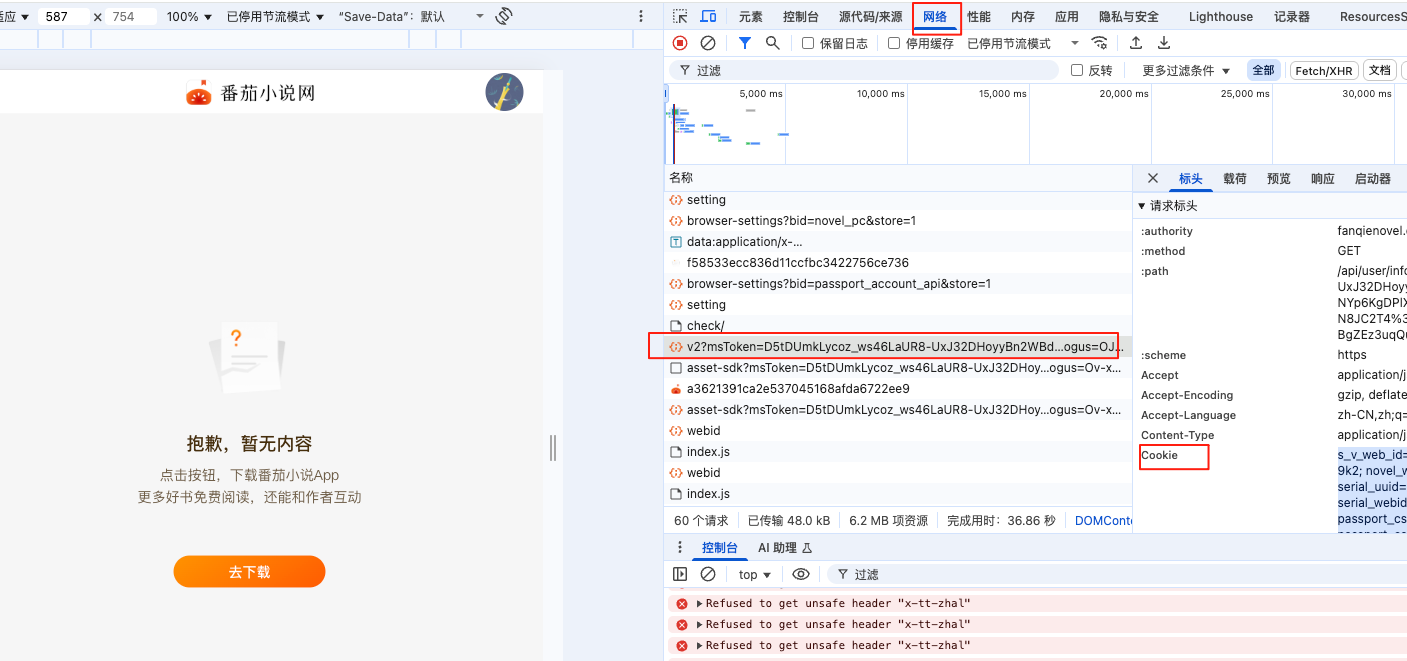 适应 587 × 754 100% 已停用节流模式 “Save-Data”：默认
元素 控制台 源代码/来源 网络 性能 内存 应用 隐私与安全 Lighthouse 记录器 ResourcesS
保留日志 停用缓存 已停用节流模式
过滤 反转 更多过滤条件 全部 Fetch/XHR 文档
5,000 ms 10,000 ms 15,000 ms 20,000 ms 25,000 ms 30,000 ms
番茄小说网
抱歉，暂无内容
点击按钮，下载番茄小说App
更多好书免费阅读，还能和作者互动
去下载
名称
setting
browser-settings?bid=novel_pc&store=1
data:application/x-...
f58533ecc836d11ccfbc3422756ce736
browser-settings?bid=passport_account_api&store=1
setting
check/
v2?msToken=D5tDUmkLycoz_ws46LaUR8-UxJ32DHoyyBn2WBd...ogus=OJ...
asset-sdk?msToken=D5tDUmkLycoz_ws46LaUR8-UxJ32DHoy...ogus=Ov-x...
a3621391ca2e537045168afda6722ee9
asset-sdk?msToken=D5tDUmkLycoz_ws46LaUR8-UxJ32DHoy...ogus=Ov-x...
webid
index.js
webid
index.js
60 个请求 已传输 48.0 kB 6.2 MB 项资源 完成用时：36.86 秒 DOMConte
标头 载荷 预览 响应 启动器
请求标头
:authority fanqienovel.
:method GET
:path /api/user/info
UxJ32DHoyy
NYp6KgDPIX
N8JC2T4%3
BgZEz3uqQ
:scheme https
Accept application/j
Accept-Encoding gzip, deflate
Accept-Language zh-CN,zh;q=
Content-Type application/j
Cookie s_v_web_id=
9k2; novel_w
serial_uuid=
serial_webid
passport_cs
控制台 AI 助理
top 过滤
Refused to get unsafe header "x-tt-zhal"
Refused to get unsafe header "x-tt-zhal"
Refused to get unsafe header "x-tt-zhal"